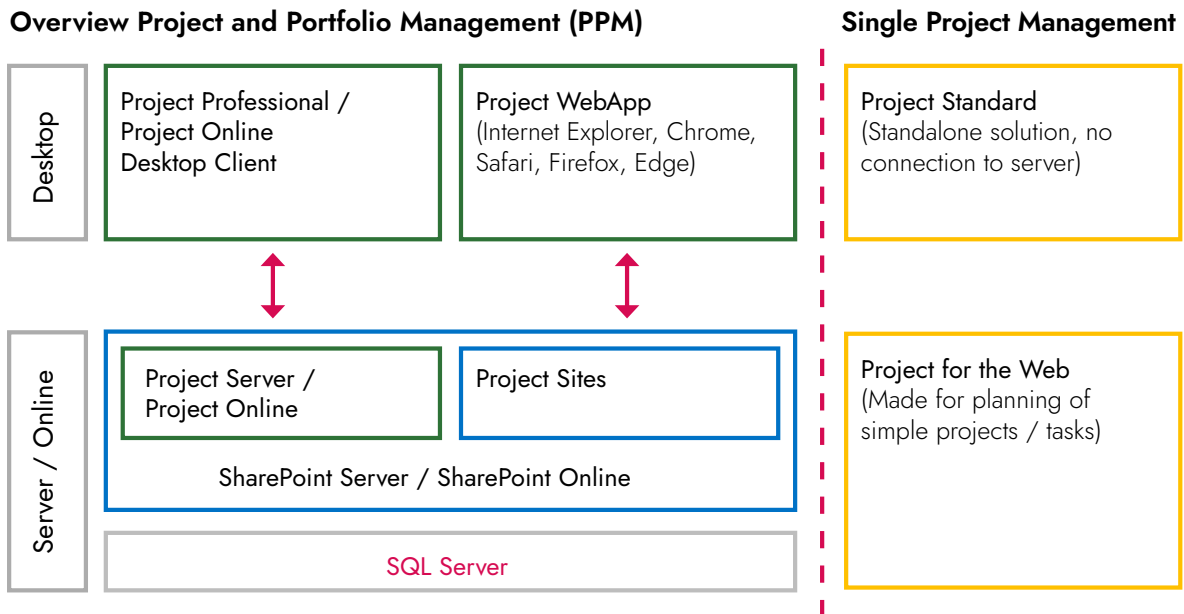 Overview Project and Portfolio Management (PPM)
Single Project Management
Desktop
Project Professional /
Project Online
Desktop Client
Project WebApp
(Internet Explorer, Chrome,
Safari, Firefox, Edge)
Project Standard
(Standalone solution, no
connection to server)
Server / Online
Project Server /
Project Online
Project Sites
SharePoint Server / SharePoint Online
SQL Server
Project for the Web
(Made for planning of
simple projects / tasks)